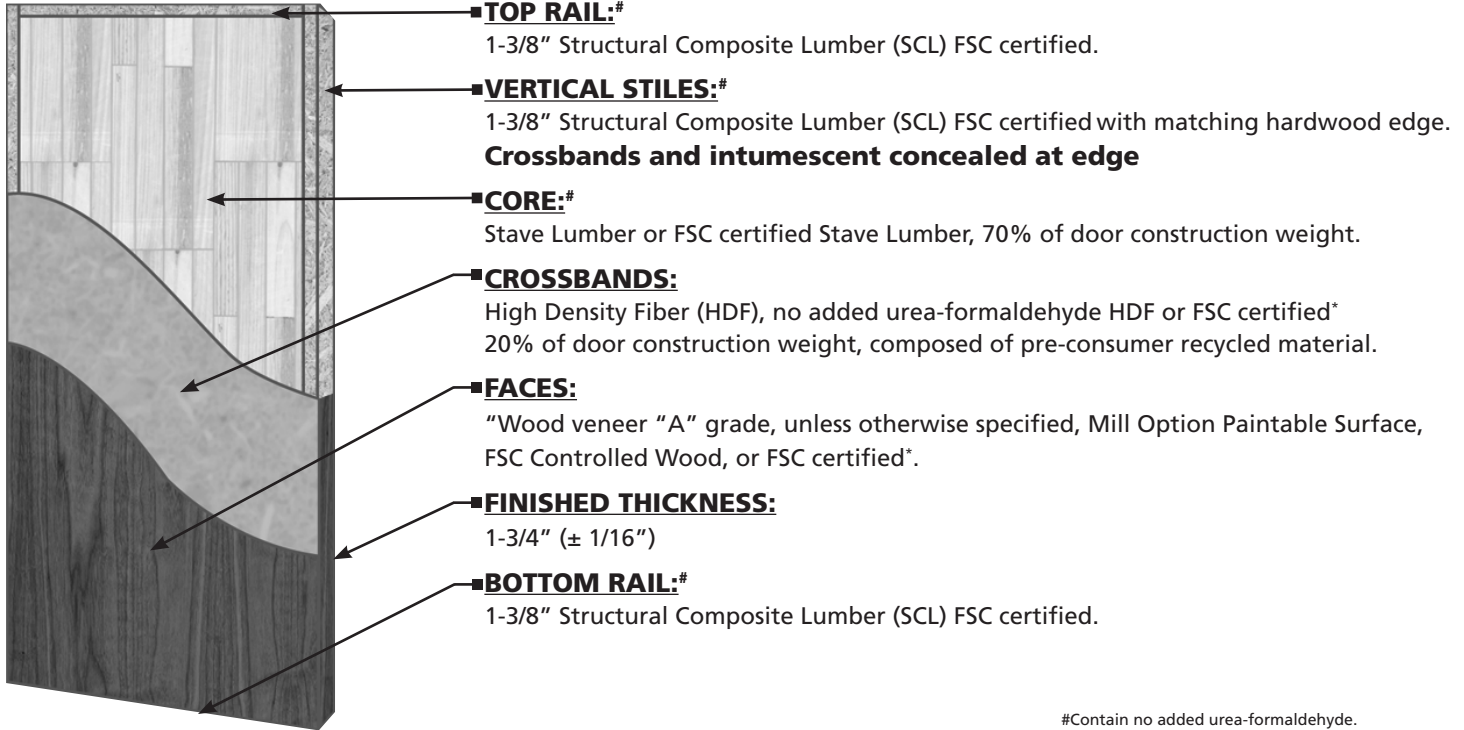 TOP RAIL:#
1-3/8” Structural Composite Lumber (SCL) FSC certified.
VERTICAL STILES:#
1-3/8” Structural Composite Lumber (SCL) FSC certified with matching hardwood edge.
Crossbands and intumescent concealed at edge
CORE:#
Stave Lumber or FSC certified Stave Lumber, 70% of door construction weight.
CROSSBANDS:
High Density Fiber (HDF), no added urea-formaldehyde HDF or FSC certified*
20% of door construction weight, composed of pre-consumer recycled material.
FACES:
“Wood veneer “A” grade, unless otherwise specified, Mill Option Paintable Surface,
FSC Controlled Wood, or FSC certified*.
FINISHED THICKNESS:
1-3/4” (± 1/16”)
BOTTOM RAIL:#
1-3/8” Structural Composite Lumber (SCL) FSC certified.
#Contain no added urea-formaldehyde.